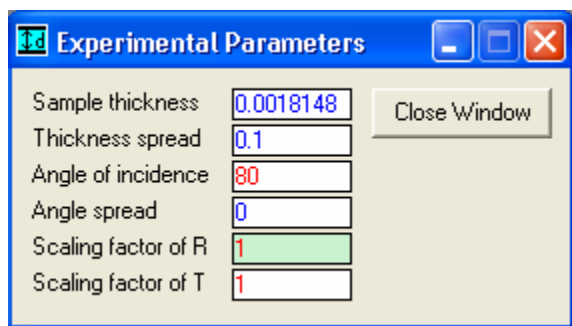 Experimental Parameters
Sample thickness 0.0018148 Close Window
Thickness spread 0.1
Angle of incidence 80
Angle spread 0
Scaling factor of R 1
Scaling factor of T 1